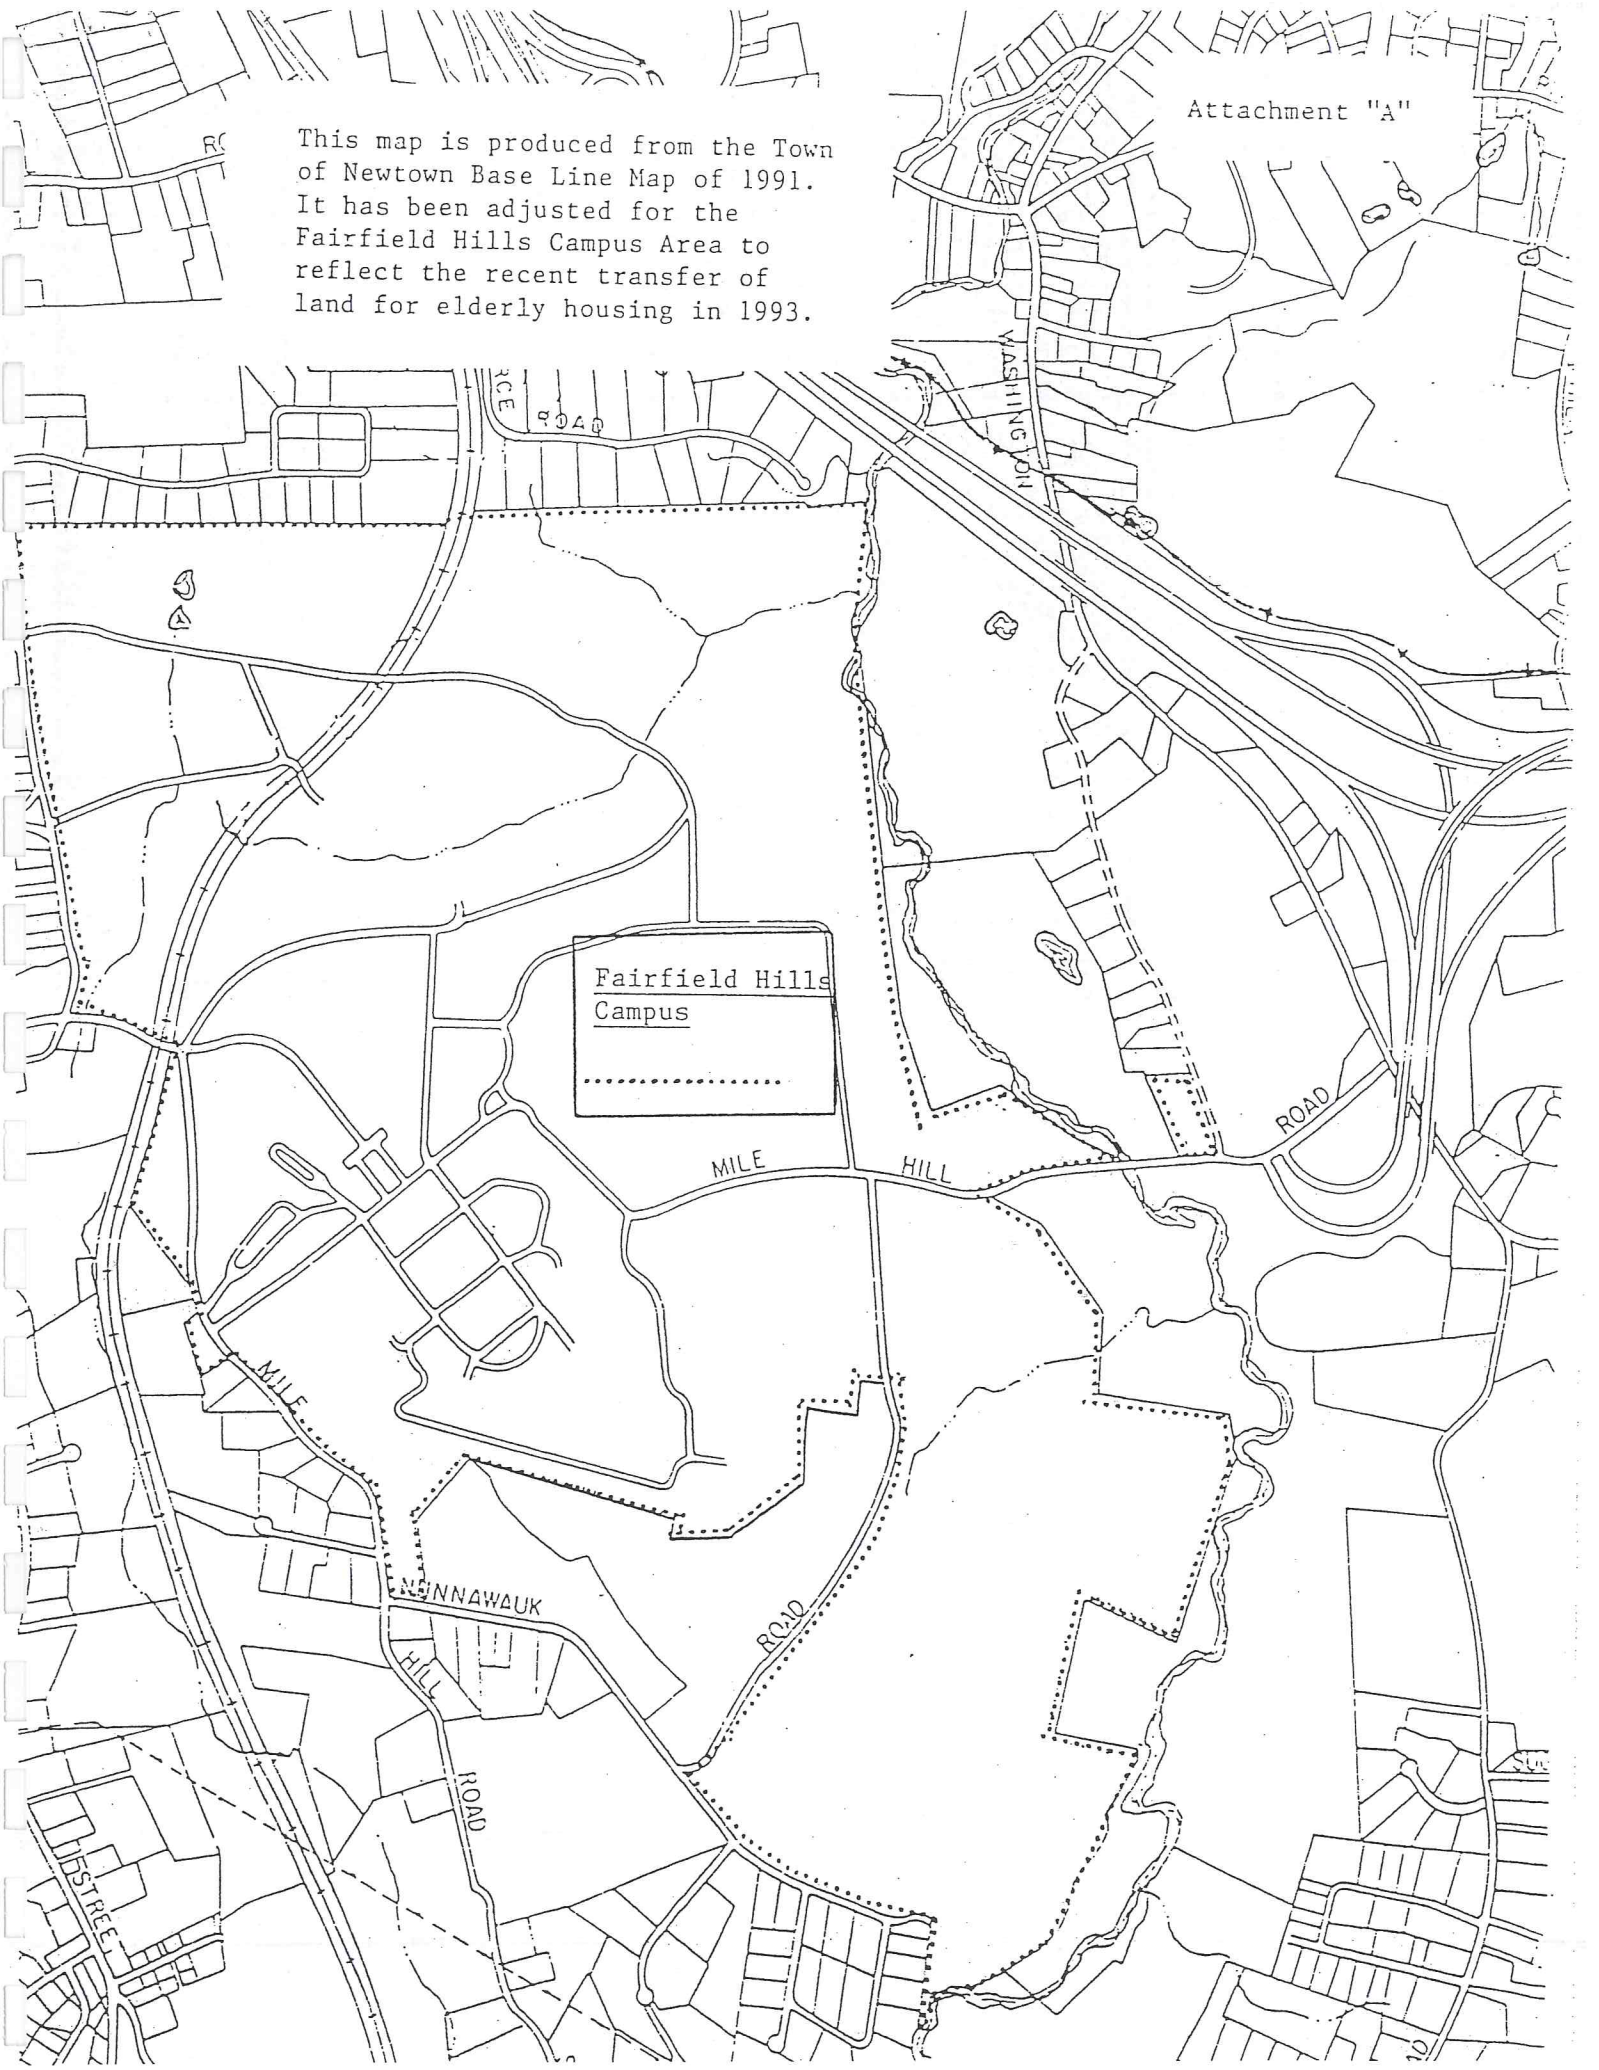 Attachment "A"
This map is produced from the Town
of Newtown Base Line Map of 1991.
It has been adjusted for the
Fairfield Hills Campus Area to
reflect the recent transfer of
land for elderly housing in 1993.
RCE
ROAD
WASHINGTON
Fairfield Hills
Campus
MILE
HILL
ROAD
MILE
NUNNAWAUK
HILL
ROAD
ROAD
STREET